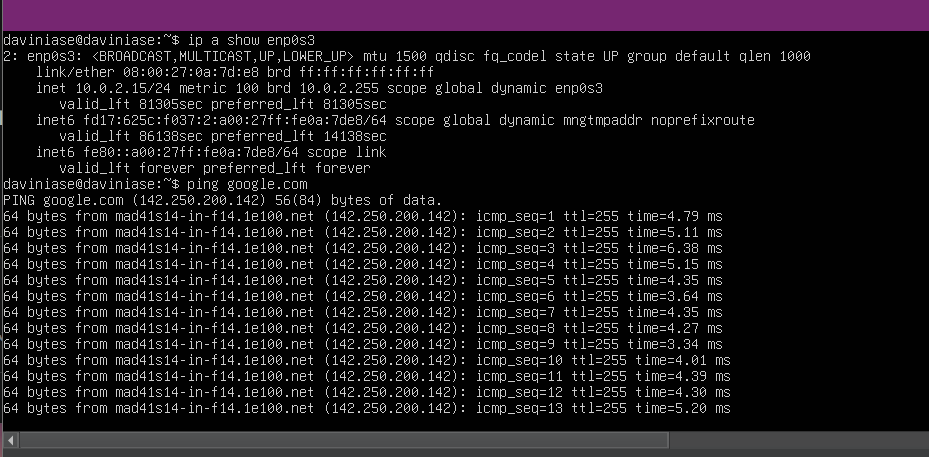 daviniase@daviniase:~$ ip a show enp0s3
2: enp0s3: <BROADCAST,MULTICAST,UP,LOWER_UP> mtu 1500 qdisc fq_codel state UP group default qlen 1000
    link/ether 08:00:27:0a:7d:e8 brd ff:ff:ff:ff:ff:ff
    inet 10.0.2.15/24 metric 100 brd 10.0.2.255 scope global dynamic enp0s3
       valid_lft 81305sec preferred_lft 81305sec
    inet6 fd17:625c:f037:2:a00:27ff:fe0a:7de8/64 scope global dynamic mngtmpaddr noprefixroute
       valid_lft 86138sec preferred_lft 14138sec
    inet6 fe80::a00:27ff:fe0a:7de8/64 scope link
       valid_lft forever preferred_lft forever
daviniase@daviniase:~$ ping google.com
PING google.com (142.250.200.142) 56(84) bytes of data.
64 bytes from mad41s14-in-f14.1e100.net (142.250.200.142): icmp_seq=1 ttl=255 time=4.79 ms
64 bytes from mad41s14-in-f14.1e100.net (142.250.200.142): icmp_seq=2 ttl=255 time=5.11 ms
64 bytes from mad41s14-in-f14.1e100.net (142.250.200.142): icmp_seq=3 ttl=255 time=6.38 ms
64 bytes from mad41s14-in-f14.1e100.net (142.250.200.142): icmp_seq=4 ttl=255 time=5.15 ms
64 bytes from mad41s14-in-f14.1e100.net (142.250.200.142): icmp_seq=5 ttl=255 time=4.35 ms
64 bytes from mad41s14-in-f14.1e100.net (142.250.200.142): icmp_seq=6 ttl=255 time=3.64 ms
64 bytes from mad41s14-in-f14.1e100.net (142.250.200.142): icmp_seq=7 ttl=255 time=4.35 ms
64 bytes from mad41s14-in-f14.1e100.net (142.250.200.142): icmp_seq=8 ttl=255 time=4.27 ms
64 bytes from mad41s14-in-f14.1e100.net (142.250.200.142): icmp_seq=9 ttl=255 time=3.34 ms
64 bytes from mad41s14-in-f14.1e100.net (142.250.200.142): icmp_seq=10 ttl=255 time=4.01 ms
64 bytes from mad41s14-in-f14.1e100.net (142.250.200.142): icmp_seq=11 ttl=255 time=4.39 ms
64 bytes from mad41s14-in-f14.1e100.net (142.250.200.142): icmp_seq=12 ttl=255 time=4.30 ms
64 bytes from mad41s14-in-f14.1e100.net (142.250.200.142): icmp_seq=13 ttl=255 time=5.20 ms